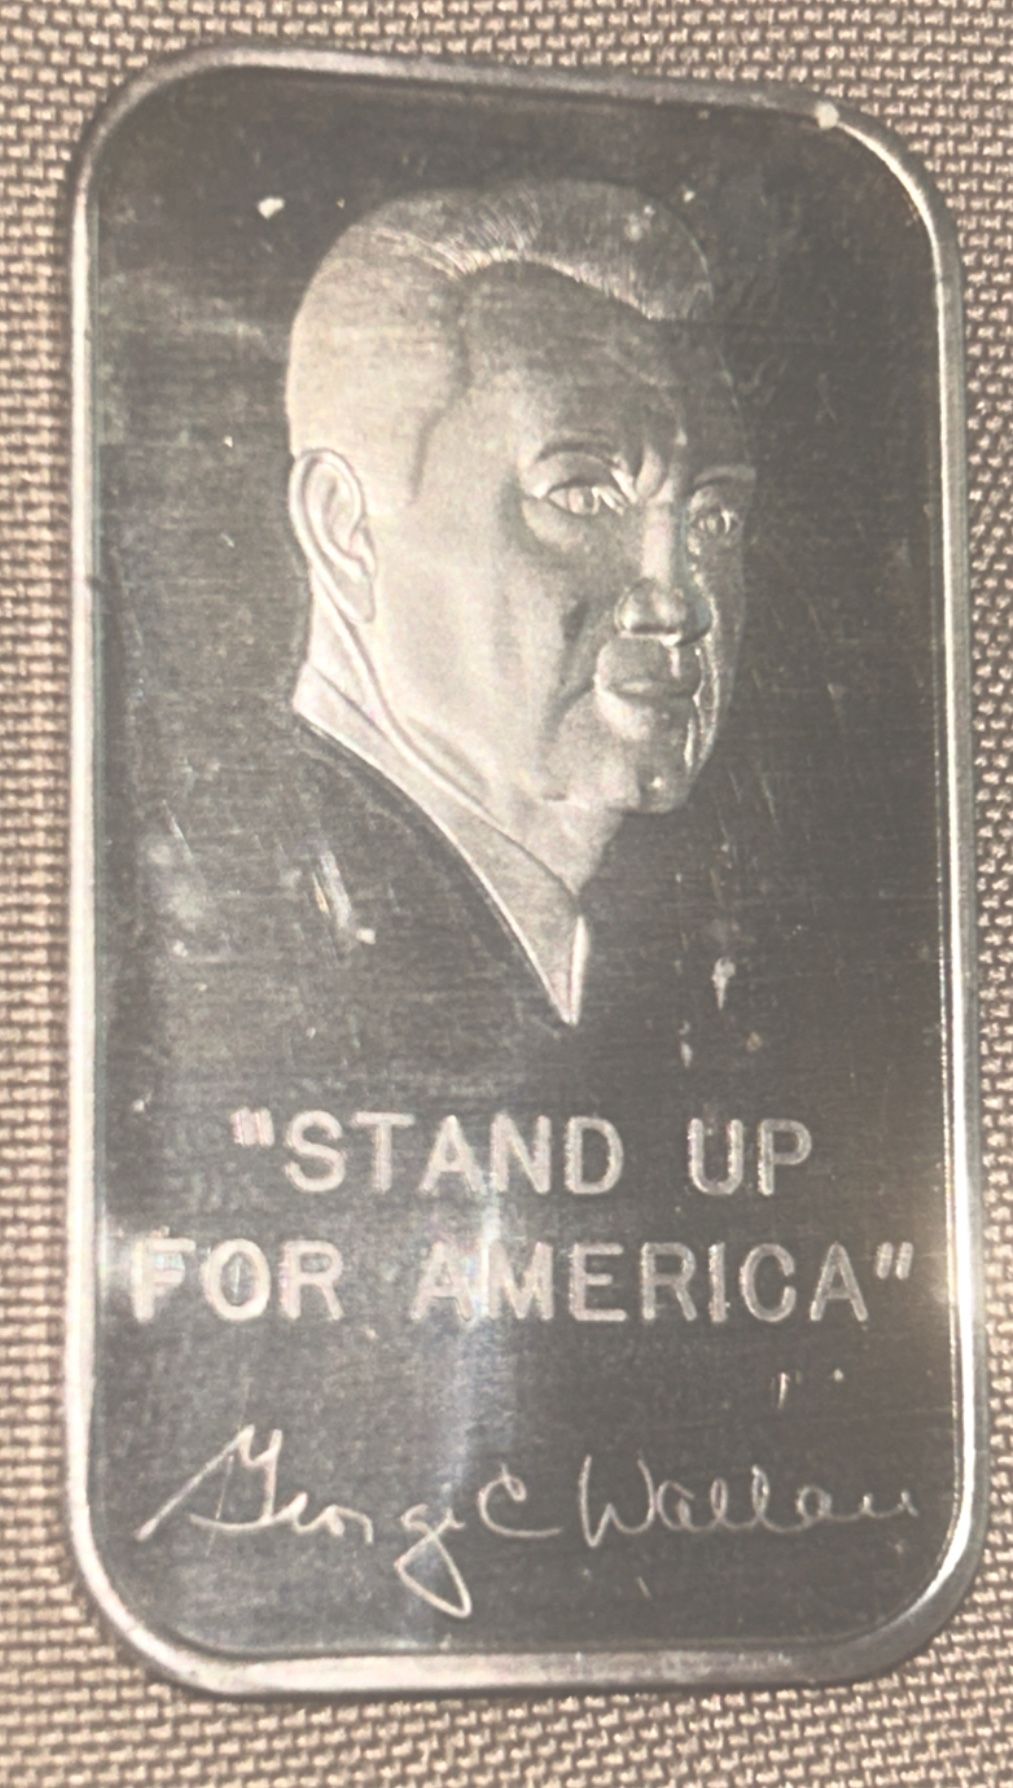 "STAND UP
FOR AMERICA"
George C Wallace